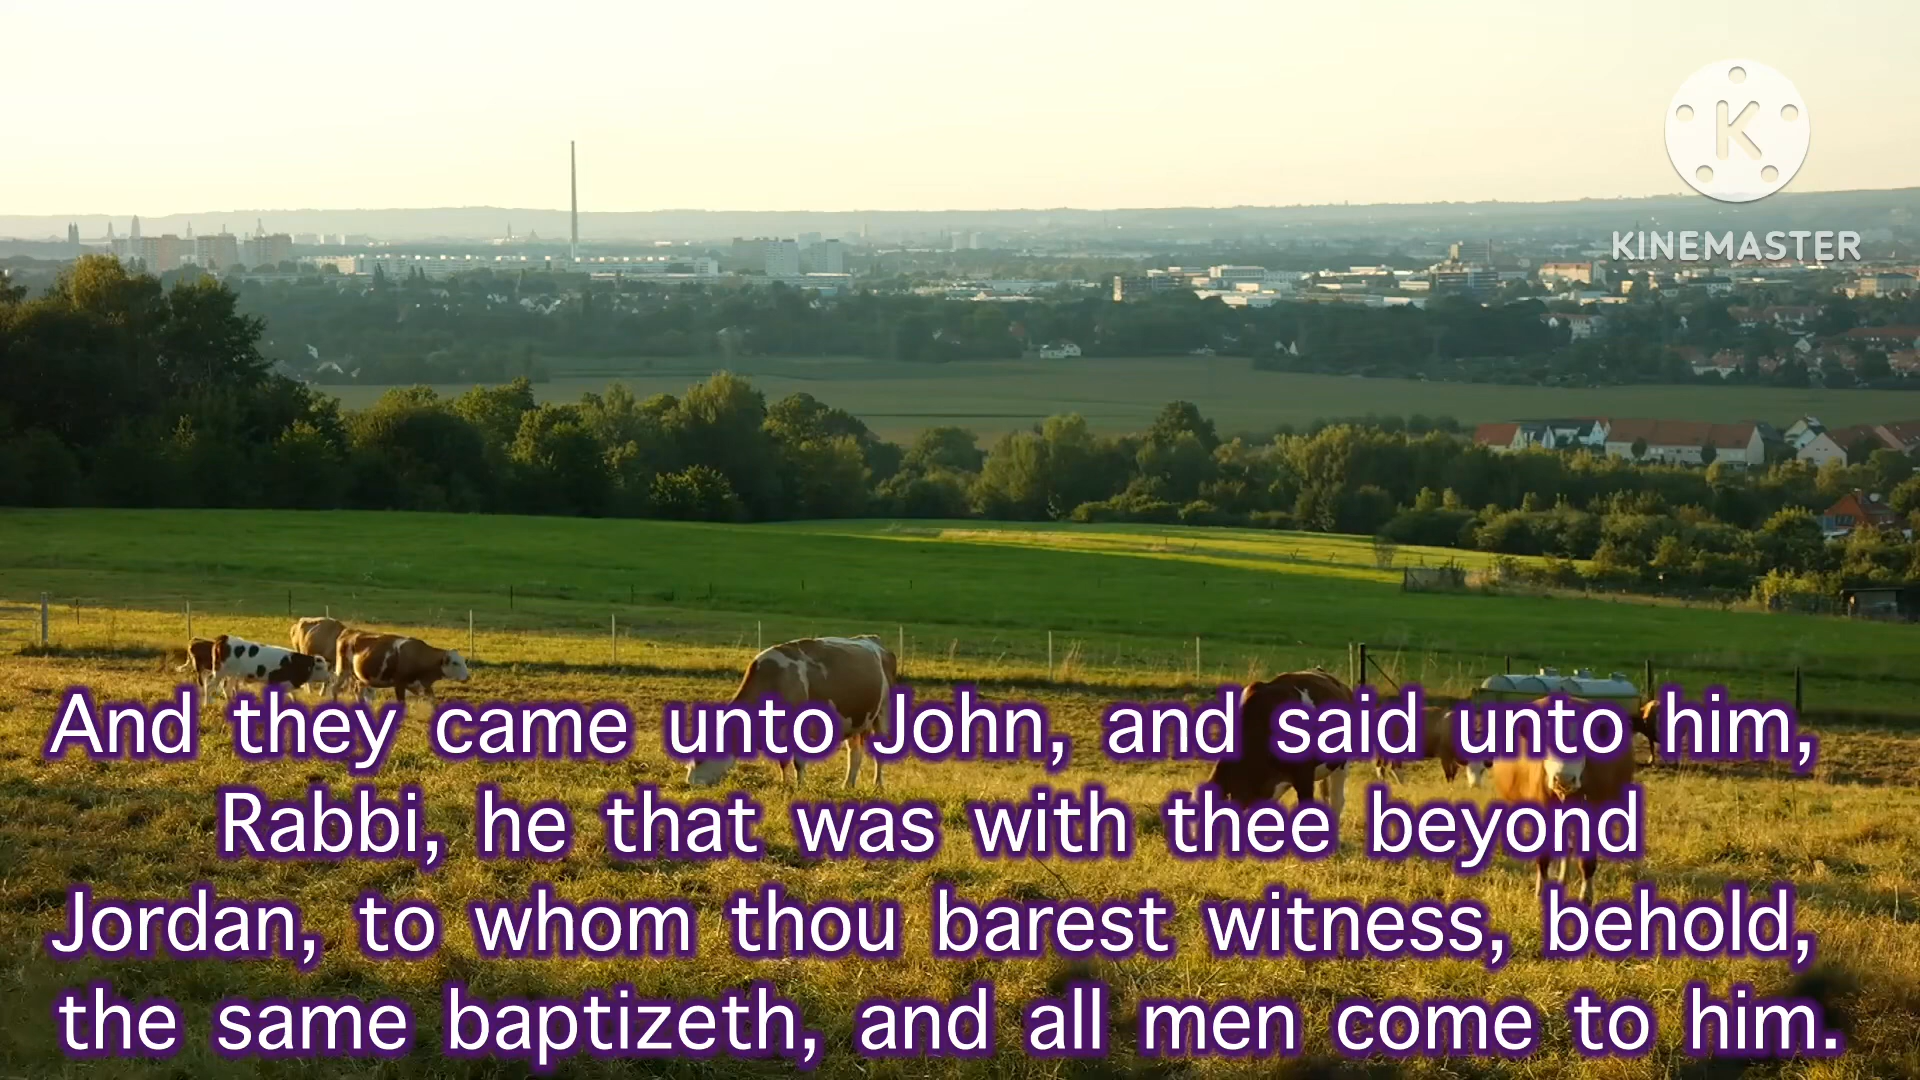 K
KINEMASTER
And they came unto John, and said unto him,
Rabbi, he that was with thee beyond
Jordan, to whom thou barest witness, behold,
the same baptizeth, and all men come to him.